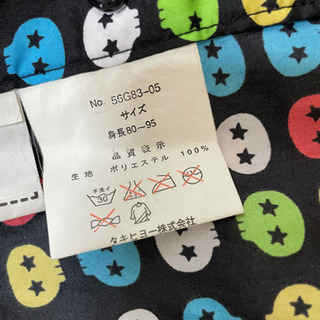 No. 56G83-05
サイズ
身長80~95
品質表示
生地 ポリエステル 100%
手洗イ
30
タキヒヨー株式会社